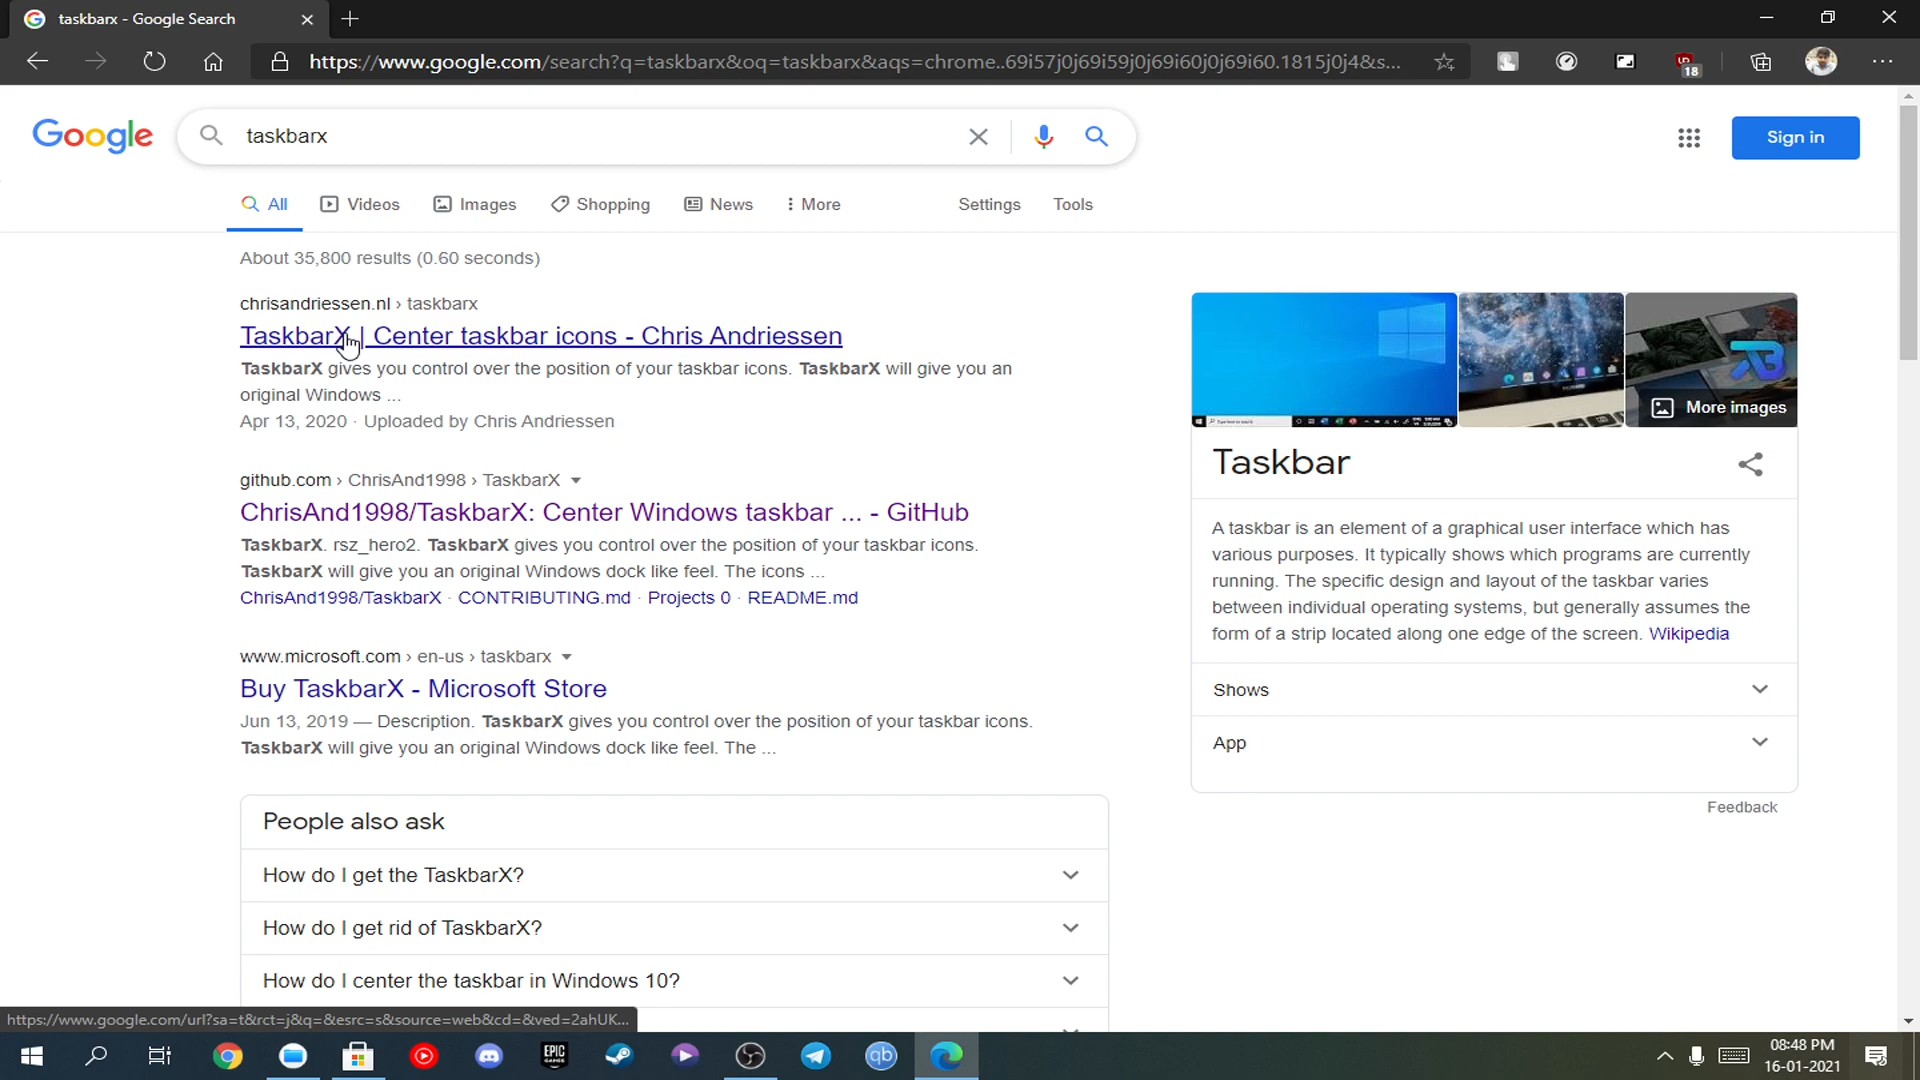 taskbarx - Google Search
https://www.google.com/search?q=taskbarx&oq=taskbarx&aqs=chrome..69i57j0j69i59j0j69i60j0j69i60.1815j0j4&s...
18
Google
taskbarx
Sign in
All
Videos
Images
Shopping
News
More
Settings
Tools
About 35,800 results (0.60 seconds)
chrisandriessen.nl › taskbarx
TaskbarX | Center taskbar icons - Chris Andriessen
TaskbarX gives you control over the position of your taskbar icons. TaskbarX will give you an
original Windows ...
Apr 13, 2020 · Uploaded by Chris Andriessen
github.com › ChrisAnd1998 › TaskbarX
ChrisAnd1998/TaskbarX: Center Windows taskbar ... - GitHub
TaskbarX. rsz_hero2. TaskbarX gives you control over the position of your taskbar icons.
TaskbarX will give you an original Windows dock like feel. The icons ...
ChrisAnd1998/TaskbarX · CONTRIBUTING.md · Projects 0 · README.md
www.microsoft.com › en-us › taskbarx
Buy TaskbarX - Microsoft Store
Jun 13, 2019 — Description. TaskbarX gives you control over the position of your taskbar icons.
TaskbarX will give you an original Windows dock like feel. The ...
People also ask
How do I get the TaskbarX?
How do I get rid of TaskbarX?
How do I center the taskbar in Windows 10?
More images
Taskbar
A taskbar is an element of a graphical user interface which has
various purposes. It typically shows which programs are currently
running. The specific design and layout of the taskbar varies
between individual operating systems, but generally assumes the
form of a strip located along one edge of the screen. Wikipedia
Shows
App
Feedback
https://www.google.com/url?sa=t&rct=j&q=&esrc=s&source=web&cd=&ved=2ahUK...
EPIC
GAMES
qb
08:48 PM
16-01-2021